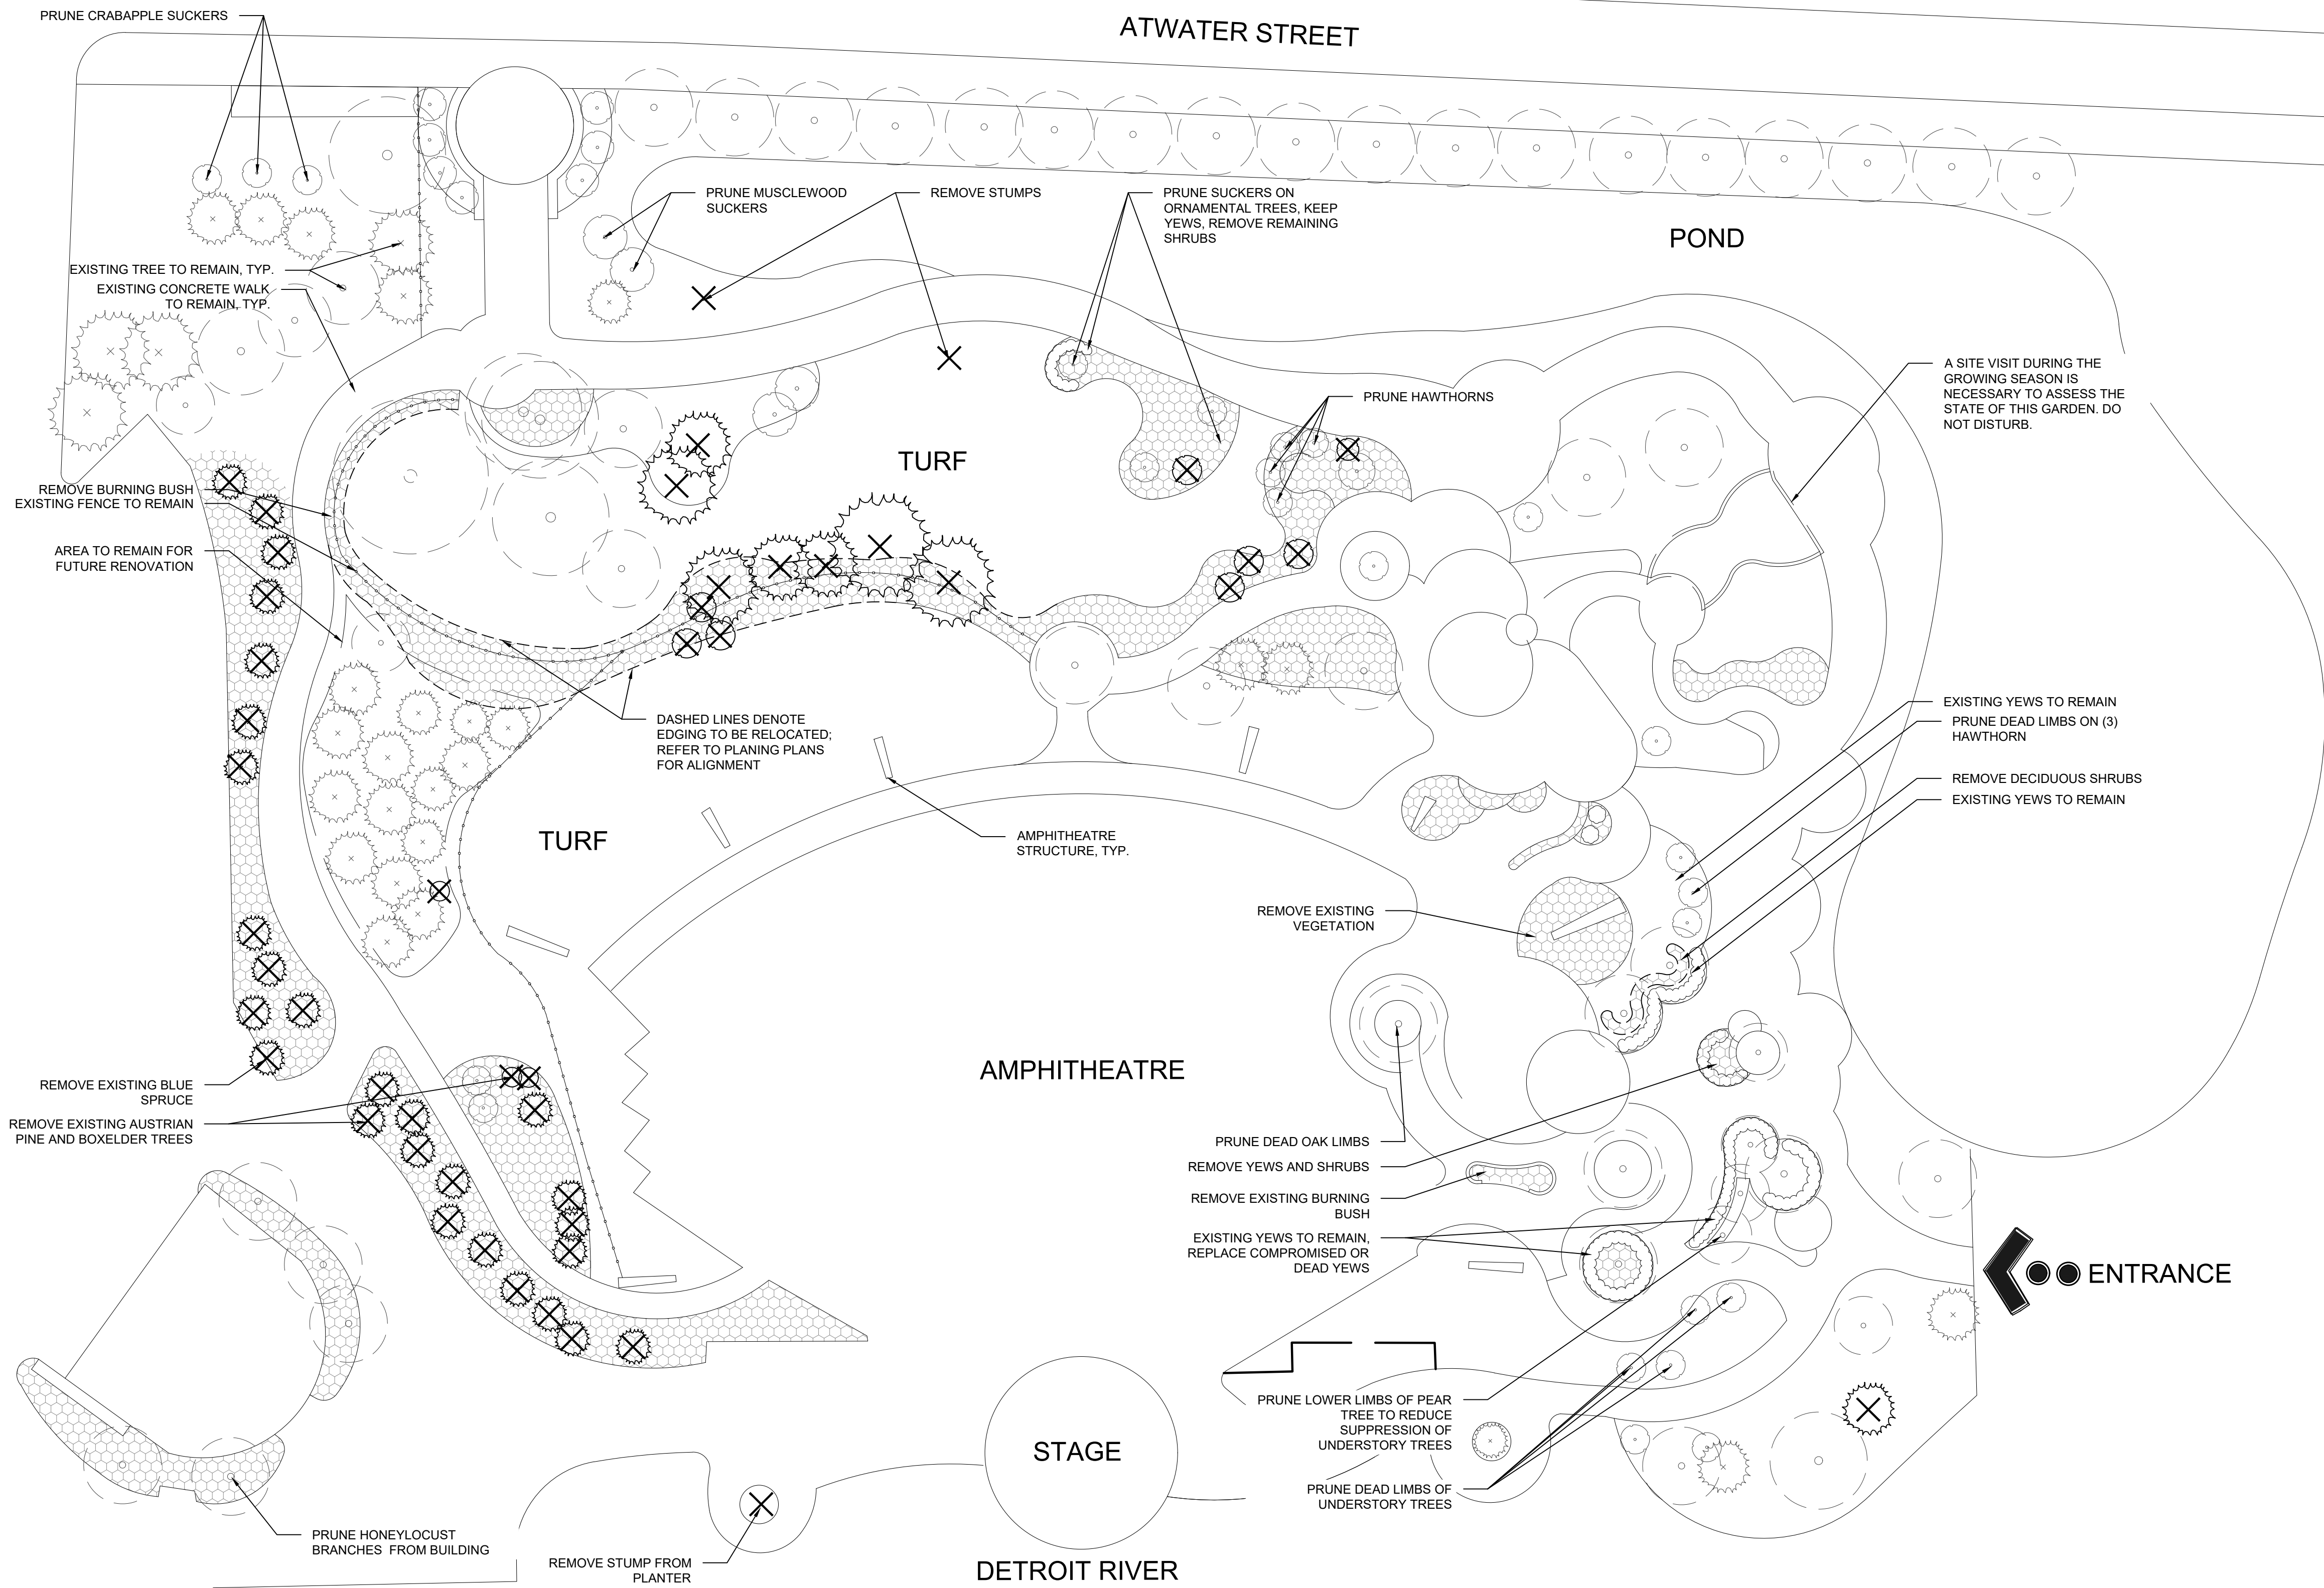 PRUNE CRABAPPLE SUCKERS
ATWATER STREET
PRUNE MUSCLEWOOD
SUCKERS
REMOVE STUMPS
PRUNE SUCKERS ON
ORNAMENTAL TREES, KEEP
YEWS, REMOVE REMAINING
SHRUBS
POND
EXISTING TREE TO REMAIN, TYP.
EXISTING CONCRETE WALK
TO REMAIN, TYP.
A SITE VISIT DURING THE
GROWING SEASON IS
NECESSARY TO ASSESS THE
STATE OF THIS GARDEN. DO
NOT DISTURB.
PRUNE HAWTHORNS
TURF
REMOVE BURNING BUSH
EXISTING FENCE TO REMAIN
AREA TO REMAIN FOR
FUTURE RENOVATION
DASHED LINES DENOTE
EDGING TO BE RELOCATED;
REFER TO PLANING PLANS
FOR ALIGNMENT
EXISTING YEWS TO REMAIN
PRUNE DEAD LIMBS ON (3)
HAWTHORN
REMOVE DECIDUOUS SHRUBS
EXISTING YEWS TO REMAIN
TURF
AMPHITHEATRE
STRUCTURE, TYP.
REMOVE EXISTING
VEGETATION
AMPHITHEATRE
REMOVE EXISTING BLUE
SPRUCE
REMOVE EXISTING AUSTRIAN
PINE AND BOXELDER TREES
PRUNE DEAD OAK LIMBS
REMOVE YEWS AND SHRUBS
REMOVE EXISTING BURNING
BUSH
EXISTING YEWS TO REMAIN,
REPLACE COMPROMISED OR
DEAD YEWS
ENTRANCE
PRUNE LOWER LIMBS OF PEAR
TREE TO REDUCE
SUPPRESSION OF
UNDERSTORY TREES
STAGE
PRUNE DEAD LIMBS OF
UNDERSTORY TREES
PRUNE HONEYLOCUST
BRANCHES FROM BUILDING
REMOVE STUMP FROM
PLANTER
DETROIT RIVER